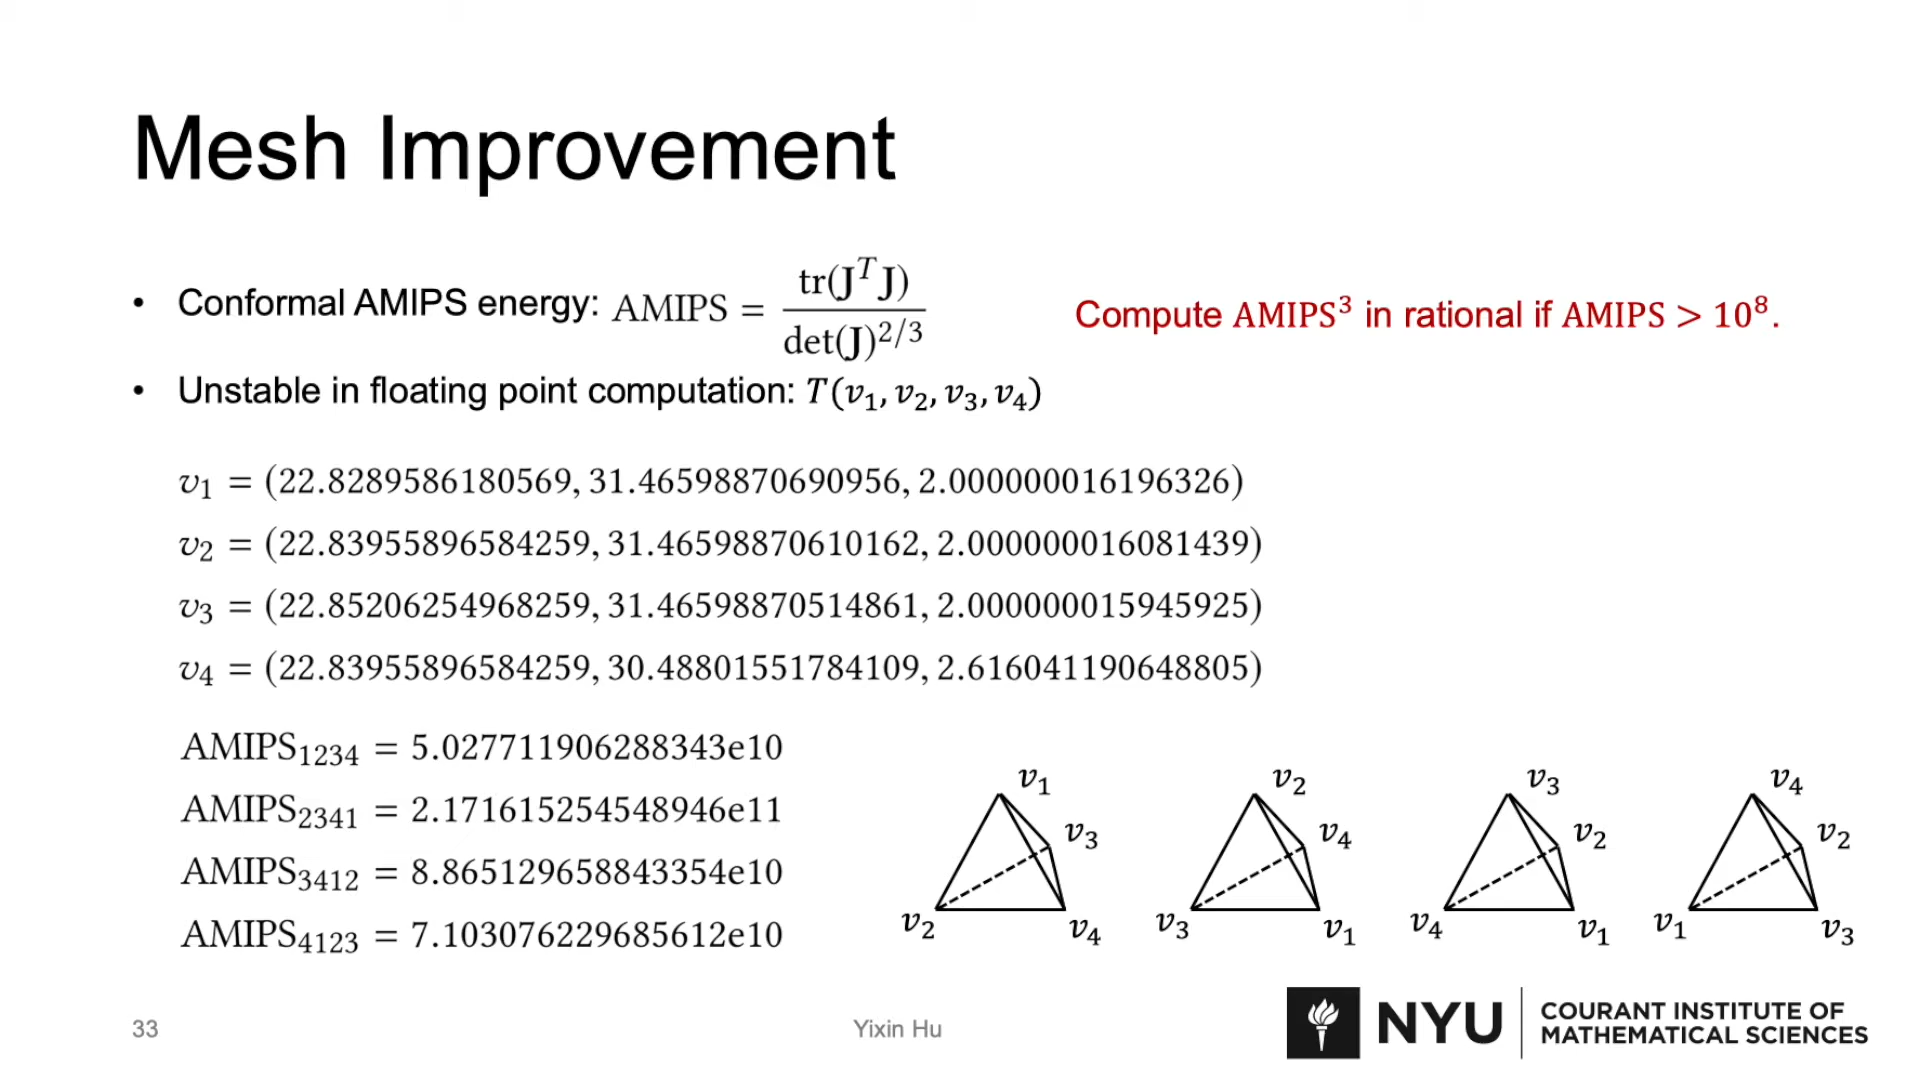 Mesh Improvement
• Conformal AMIPS energy: AMIPS = tr(JᵀJ) / det(J)^2/3
Compute AMIPS³ in rational if AMIPS > 10⁸.
• Unstable in floating point computation: T(v₁, v₂, v₃, v₄)
v₁ = (22.8289586180569, 31.46598870690956, 2.000000016196326)
v₂ = (22.83955896584259, 31.46598870610162, 2.000000016081439)
v₃ = (22.85206254968259, 31.46598870514861, 2.000000015945925)
v₄ = (22.83955896584259, 30.48801551784109, 2.616041190648805)
AMIPS₁₂₃₄ = 5.027711906288343e10
AMIPS₂₃₄₁ = 2.171615254548946e11
AMIPS₃₄₁₂ = 8.865129658843354e10
AMIPS₄₁₂₃ = 7.103076229685612e10
v₁ v₃ v₂ v₄
v₂ v₄ v₃ v₁
v₃ v₂ v₄ v₁
v₄ v₂ v₁ v₃
33
Yixin Hu
NYU
COURANT INSTITUTE OF
MATHEMATICAL SCIENCES